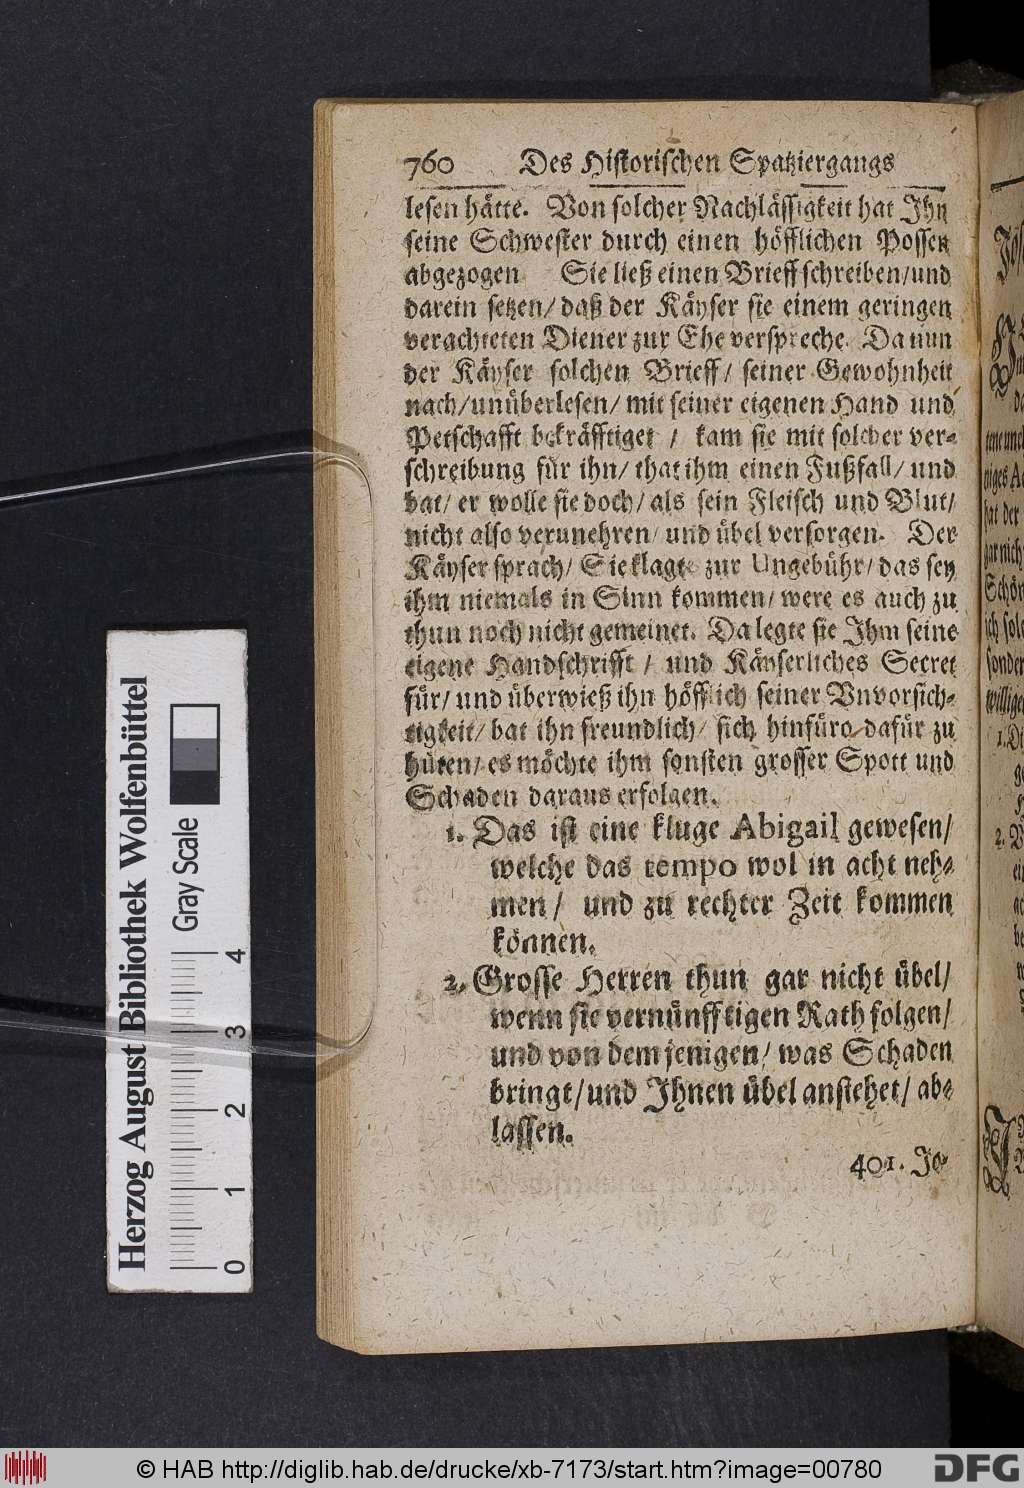 760 Des Historischen Spatziergangs
lesen hätte. Von solcher Nachlässigkeit hat Ihn
seine Schwester durch einen höfflichen Possen
abgezogen Sie ließ einen Brieff schreiben/und
darein setzen/ daß der Käyser sie einem geringen
verachteten Diener zur Ehe verspreche. Da nun
der Käyser solchen Brieff/ seiner Gewohnheit
nach/unüberlesen/ mit seiner eigenen Hand und
Petschafft bekräfftiget / kam sie mit solcher ver-
schreibung für ihn/ that ihm einen Fußfall/ und
bat/ er wolle sie doch/ als sein Fleisch und Blut/
nicht also verunehren/ und übel versorgen. Der
Käyser sprach/ Sie klagte zur Ungebühr/ das sey
ihm niemals in Sinn kommen/ were es auch zu
thun noch nicht gemeinet. Da legte sie Ihm seine
eigene Handschrifft / und Käyserliches Secret
für/ und überwieß ihn höfflich seiner Vnvorsich-
tigkeit/ bat ihn freundlich/ sich hinfüro dafür zu
hüten/ es möchte ihm sonsten grosser Spott und
Schaden daraus erfolgen.
1. Das ist eine kluge Abigail gewesen/
welche das tempo wol in acht neh-
men/ und zu rechter Zeit kommen
können.
2. Grosse Herren thun gar nicht übel/
wenn sie vernünfftigen Rath folgen/
und von demjenigen/ was Schaden
bringt/und Ihnen übel anstehet/ ab-
lassen.
401. Jo-
Herzog August Bibliothek Wolfenbüttel
Gray Scale
0 1 2 3 4
© HAB http://diglib.hab.de/drucke/xb-7173/start.htm?image=00780
DFG